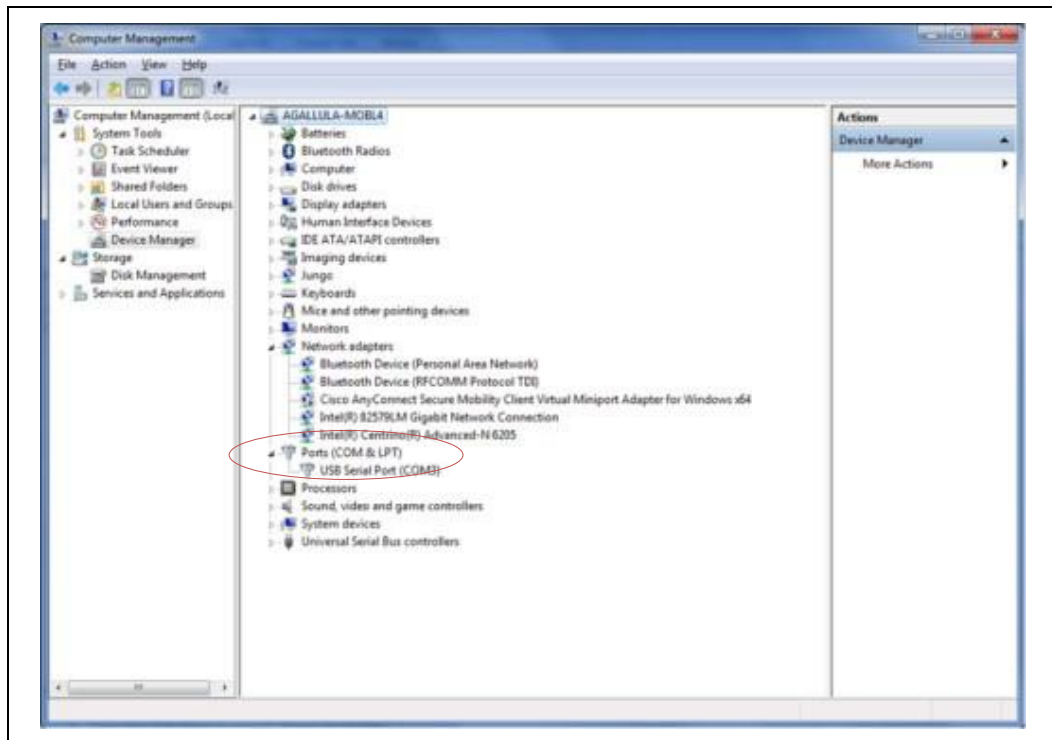 Computer Management
File Action View Help
Computer Management (Local
System Tools
Task Scheduler
Event Viewer
Shared Folders
Local Users and Groups
Performance
Device Manager
Storage
Disk Management
Services and Applications
AGALLULA-MOBL4
Batteries
Bluetooth Radios
Computer
Disk drives
Display adapters
Human Interface Devices
IDE ATA/ATAPI controllers
Imaging devices
Jungo
Keyboards
Mice and other pointing devices
Monitors
Network adapters
Bluetooth Device (Personal Area Network)
Bluetooth Device (RFCOMM Protocol TDI)
Cisco AnyConnect Secure Mobility Client Virtual Miniport Adapter for Windows x64
Intel(R) 82579LM Gigabit Network Connection
Intel(R) Centrino(R) Advanced-N 6205
Ports (COM & LPT)
USB Serial Port (COM3)
Processors
Sound, video and game controllers
System devices
Universal Serial Bus controllers
Actions
Device Manager
More Actions